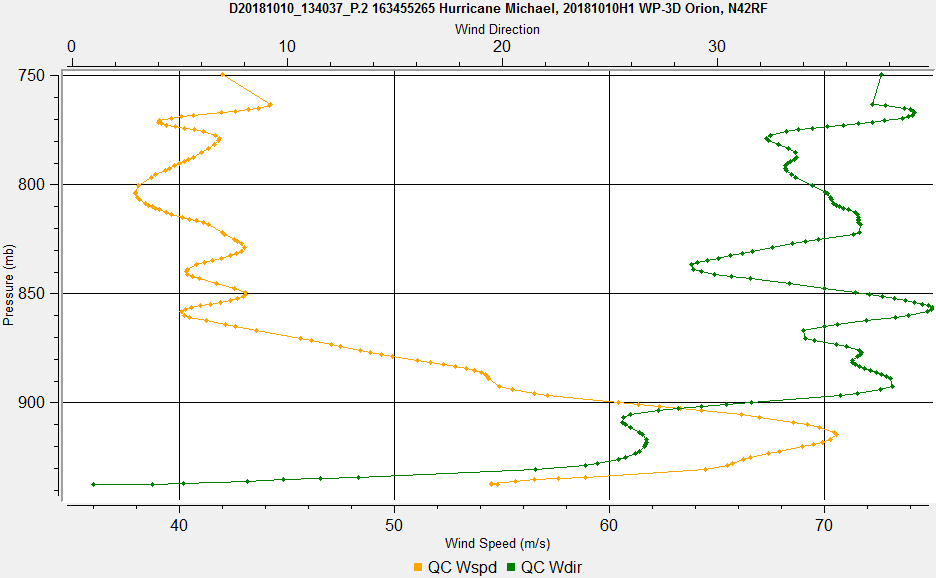 D20181010_134037_P.2 163455265 Hurricane Michael, 20181010H1 WP-3D Orion, N42RF
Wind Direction
0 10 20 30
750
800
850
900
Pressure (mb)
40 50 60 70
Wind Speed (m/s)
QC Wspd QC Wdir